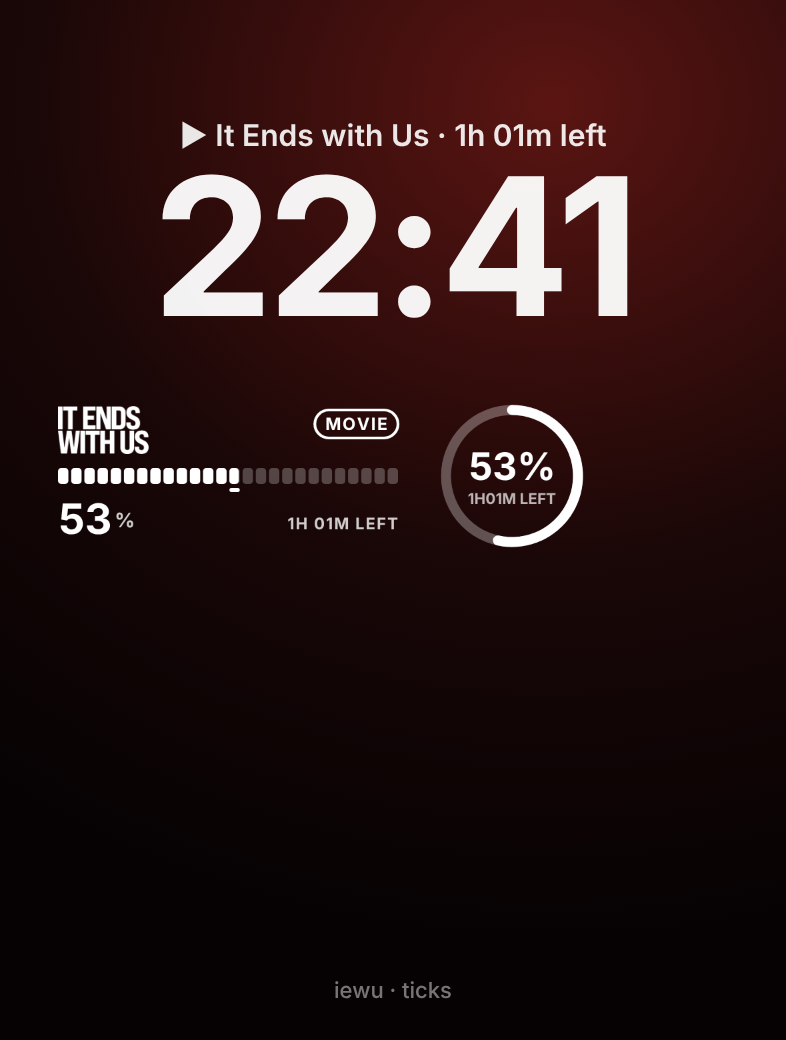 ▶ It Ends with Us · 1h 01m left
22:41
IT ENDS
WITH US
MOVIE
53%
1H 01M LEFT
53%
1H01M LEFT
iewu · ticks